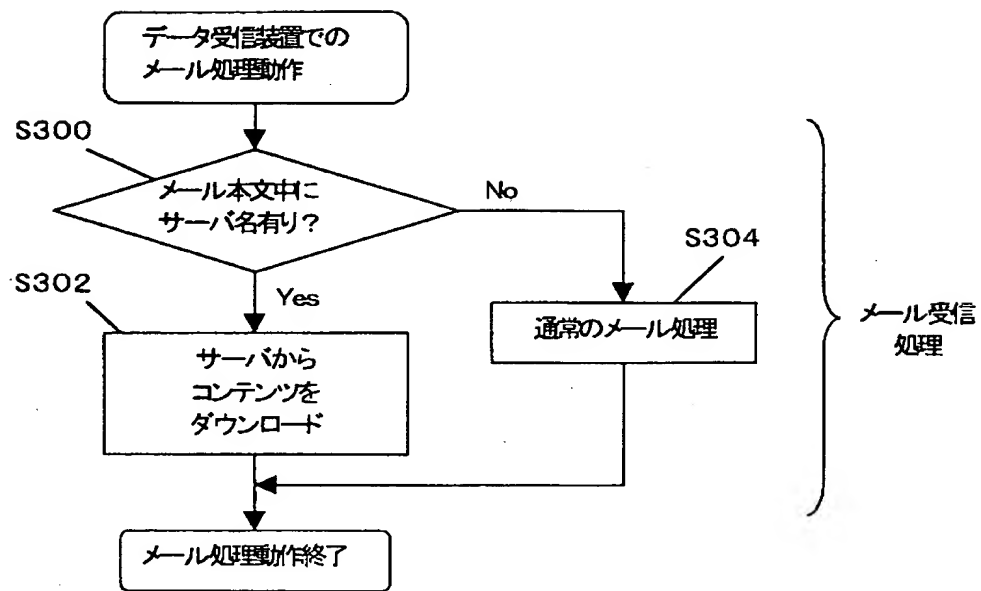 データ受信装置での
メール処理動作
S300
メール本文中に
サーバ名有り?
No
S304
S302
Yes
通常のメール処理
メール受信
処理
サーバから
コンテンツを
ダウンロード
メール処理動作終了